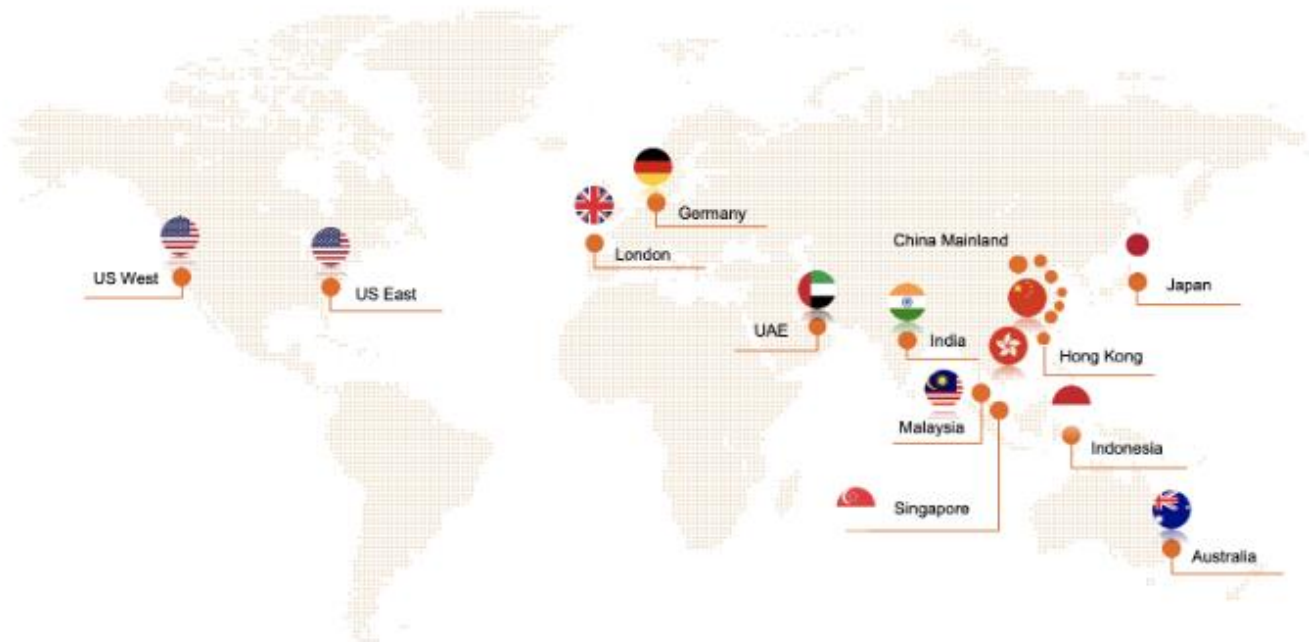 Germany
London
China Mainland
US West
US East
Japan
UAE
India
Hong Kong
Malaysia
Indonesia
Singapore
Australia